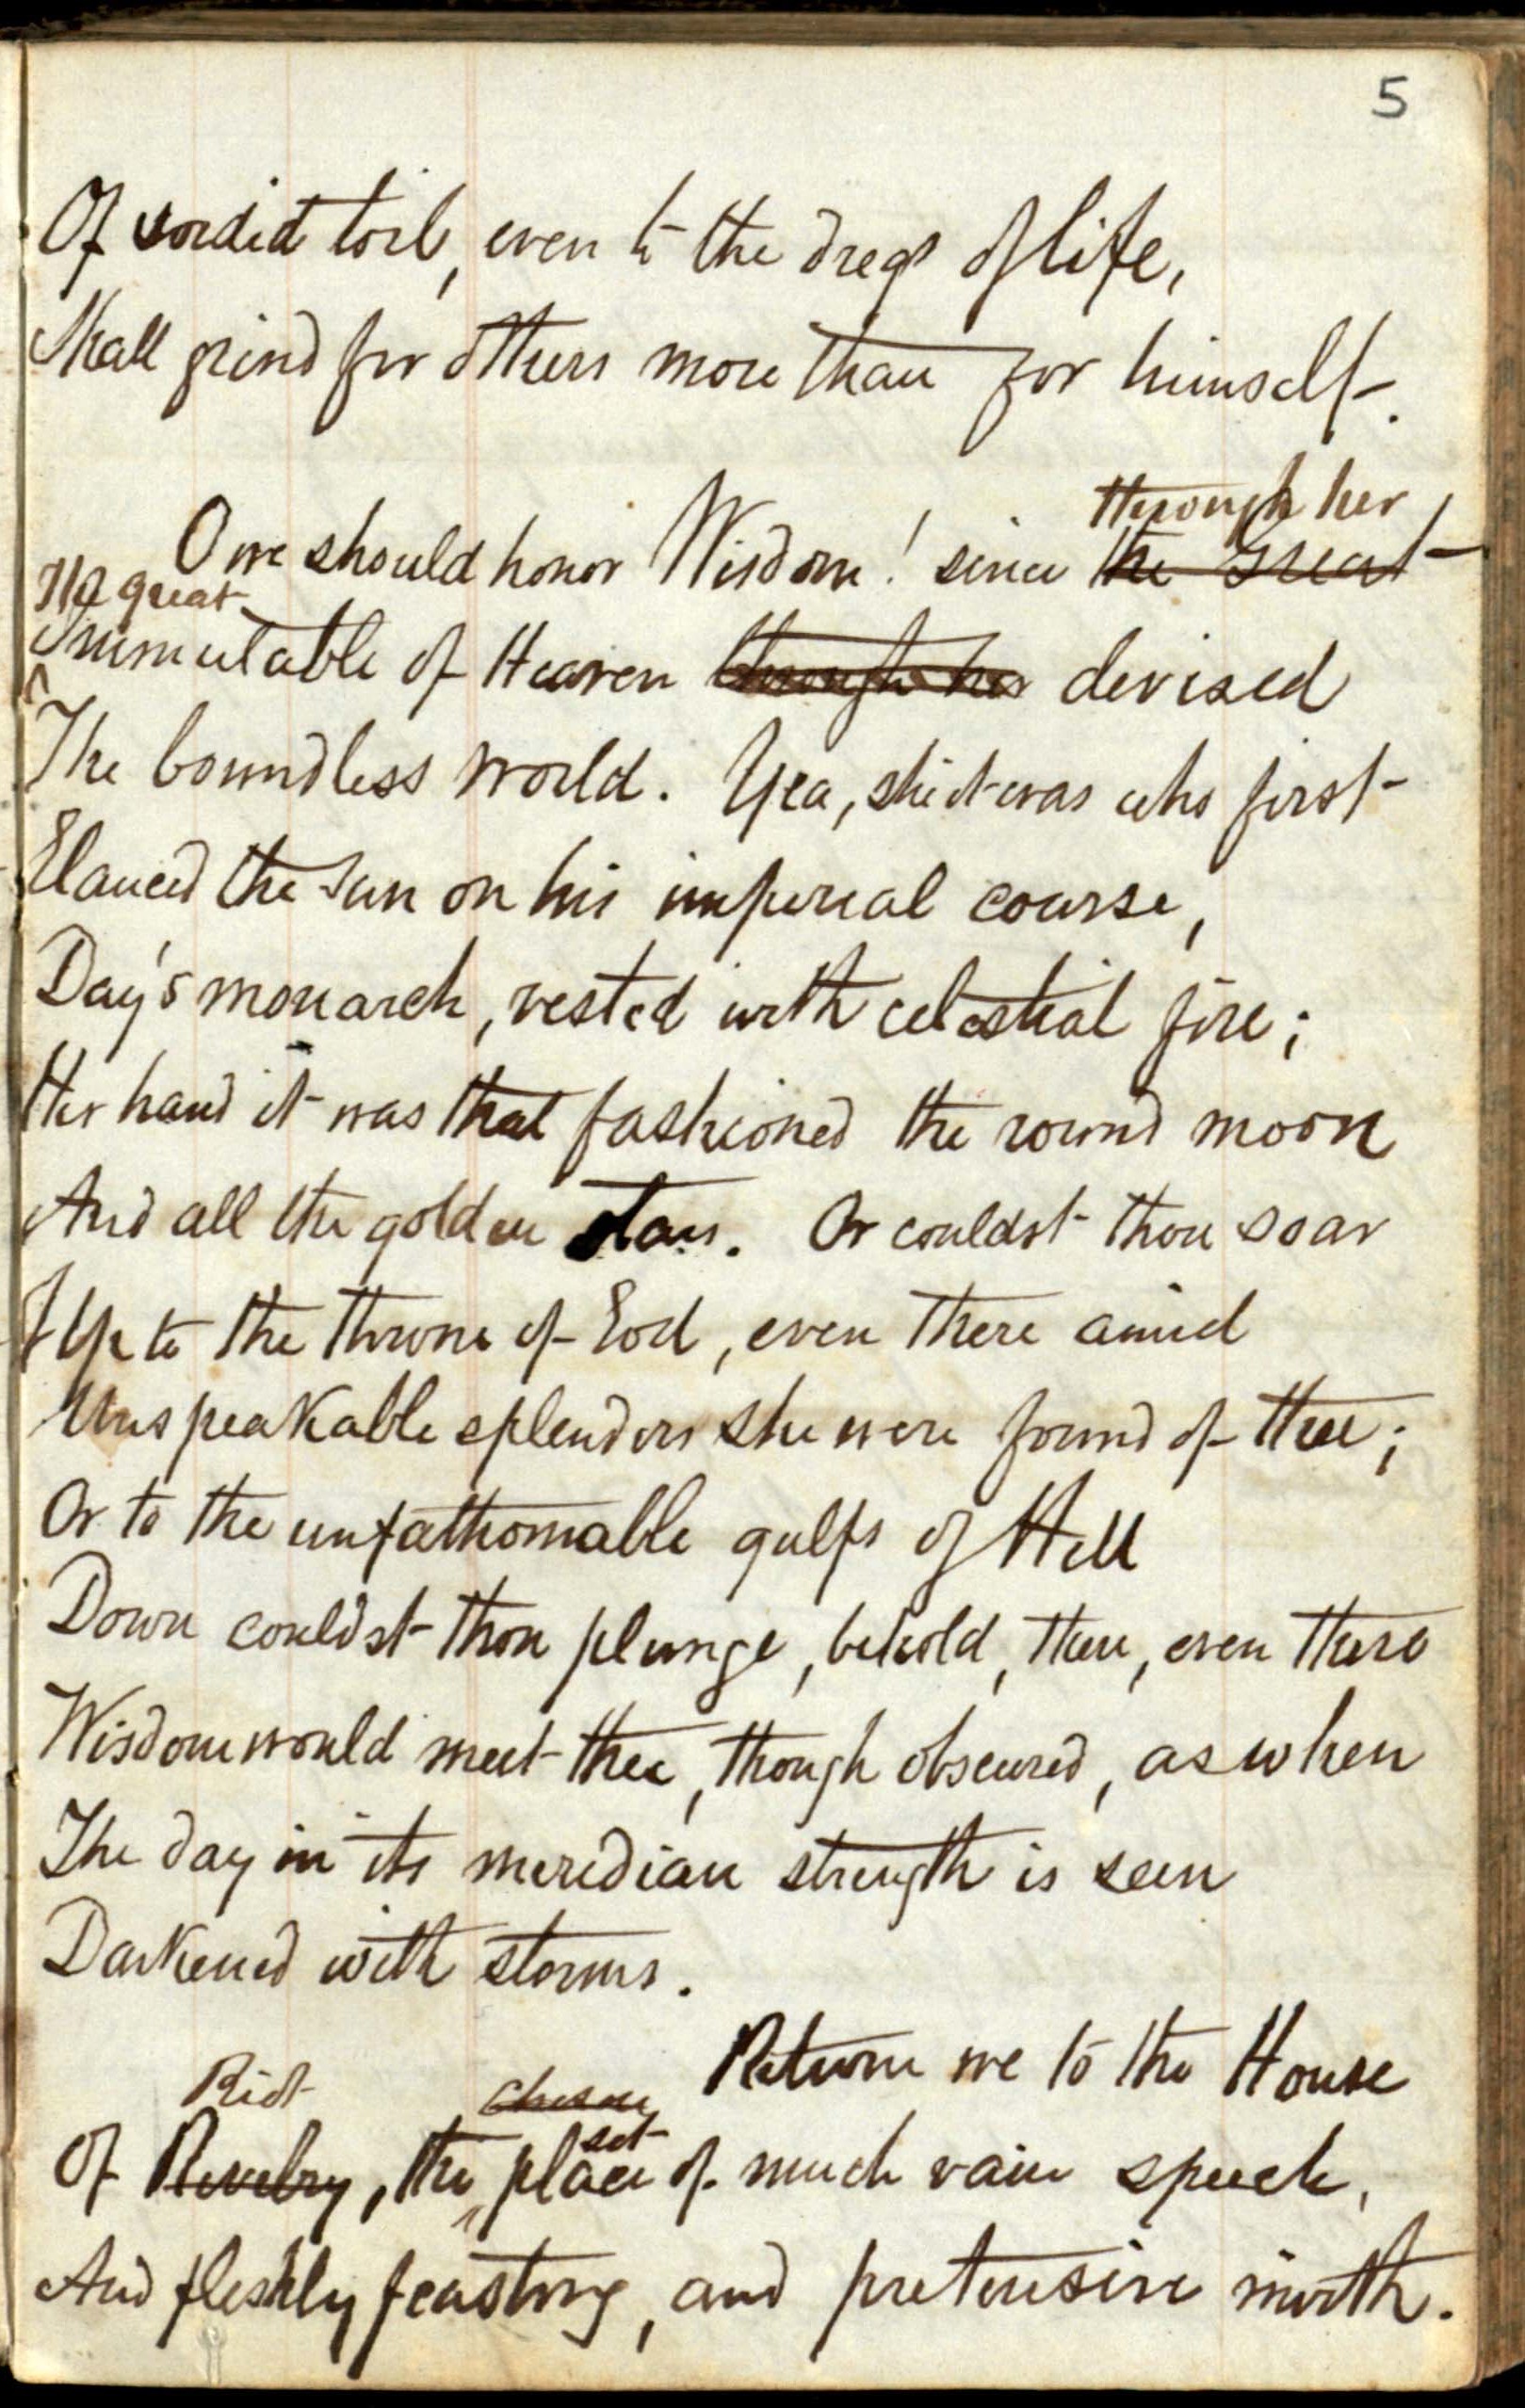 5
Of sordid toil, even to the dregs of life,
Shall grind for others more than for himself.
through her
O we should honor Wisdom! since the Great
The great
Immutable of Heaven through her devised
The boundless world. Yea, she it was who first
Elanced the sun on his imperial course,
Day's monarch, vested with celestial fire;
Her hand it was that fashioned the round moon
And all the golden stars. Or couldst thou soar
Up to the throne of God, even there amid
Unspeakable splendors she were found of thee;
Or to the unfathomable gulfs of Hell
Down couldst thou plunge, behold, there, even there
Wisdom would meet thee, though obscured, as when
The day in its meridian strength is seen
Darkened with storms.
Return we to the House
Riot chosen
set
Of Revelry, the place of much vain speech,
And fleshly feasting, and pretensive mirth.